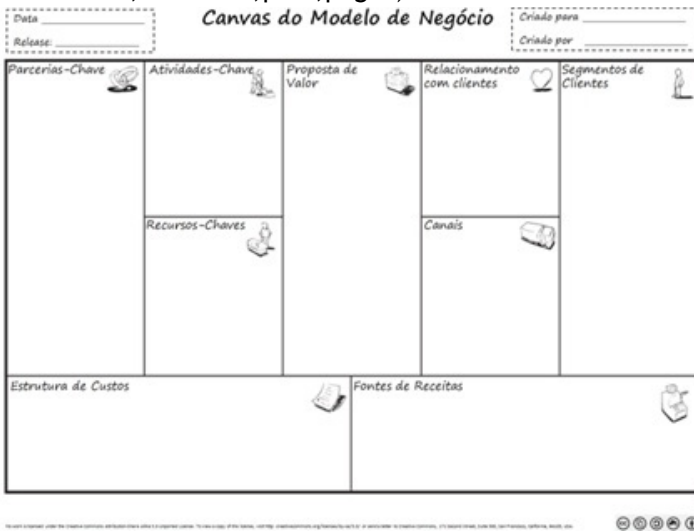 Data
Release:
Canvas do Modelo de Negócio
Criado para
Criado por
Parcerias-Chave
Atividades-Chave
Proposta de
Valor
Relacionamento
com clientes
Segmentos de
Clientes
Recursos-Chaves
Canais
Estrutura de Custos
Fontes de Receitas